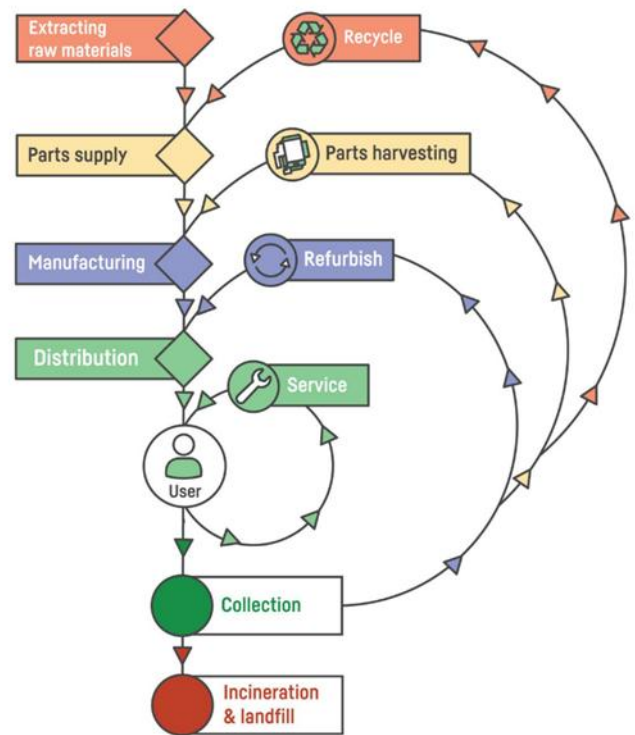 Extracting
raw materials
Recycle
Parts supply
Parts harvesting
Manufacturing
Refurbish
Distribution
Service
User
Collection
Incineration
& landfill